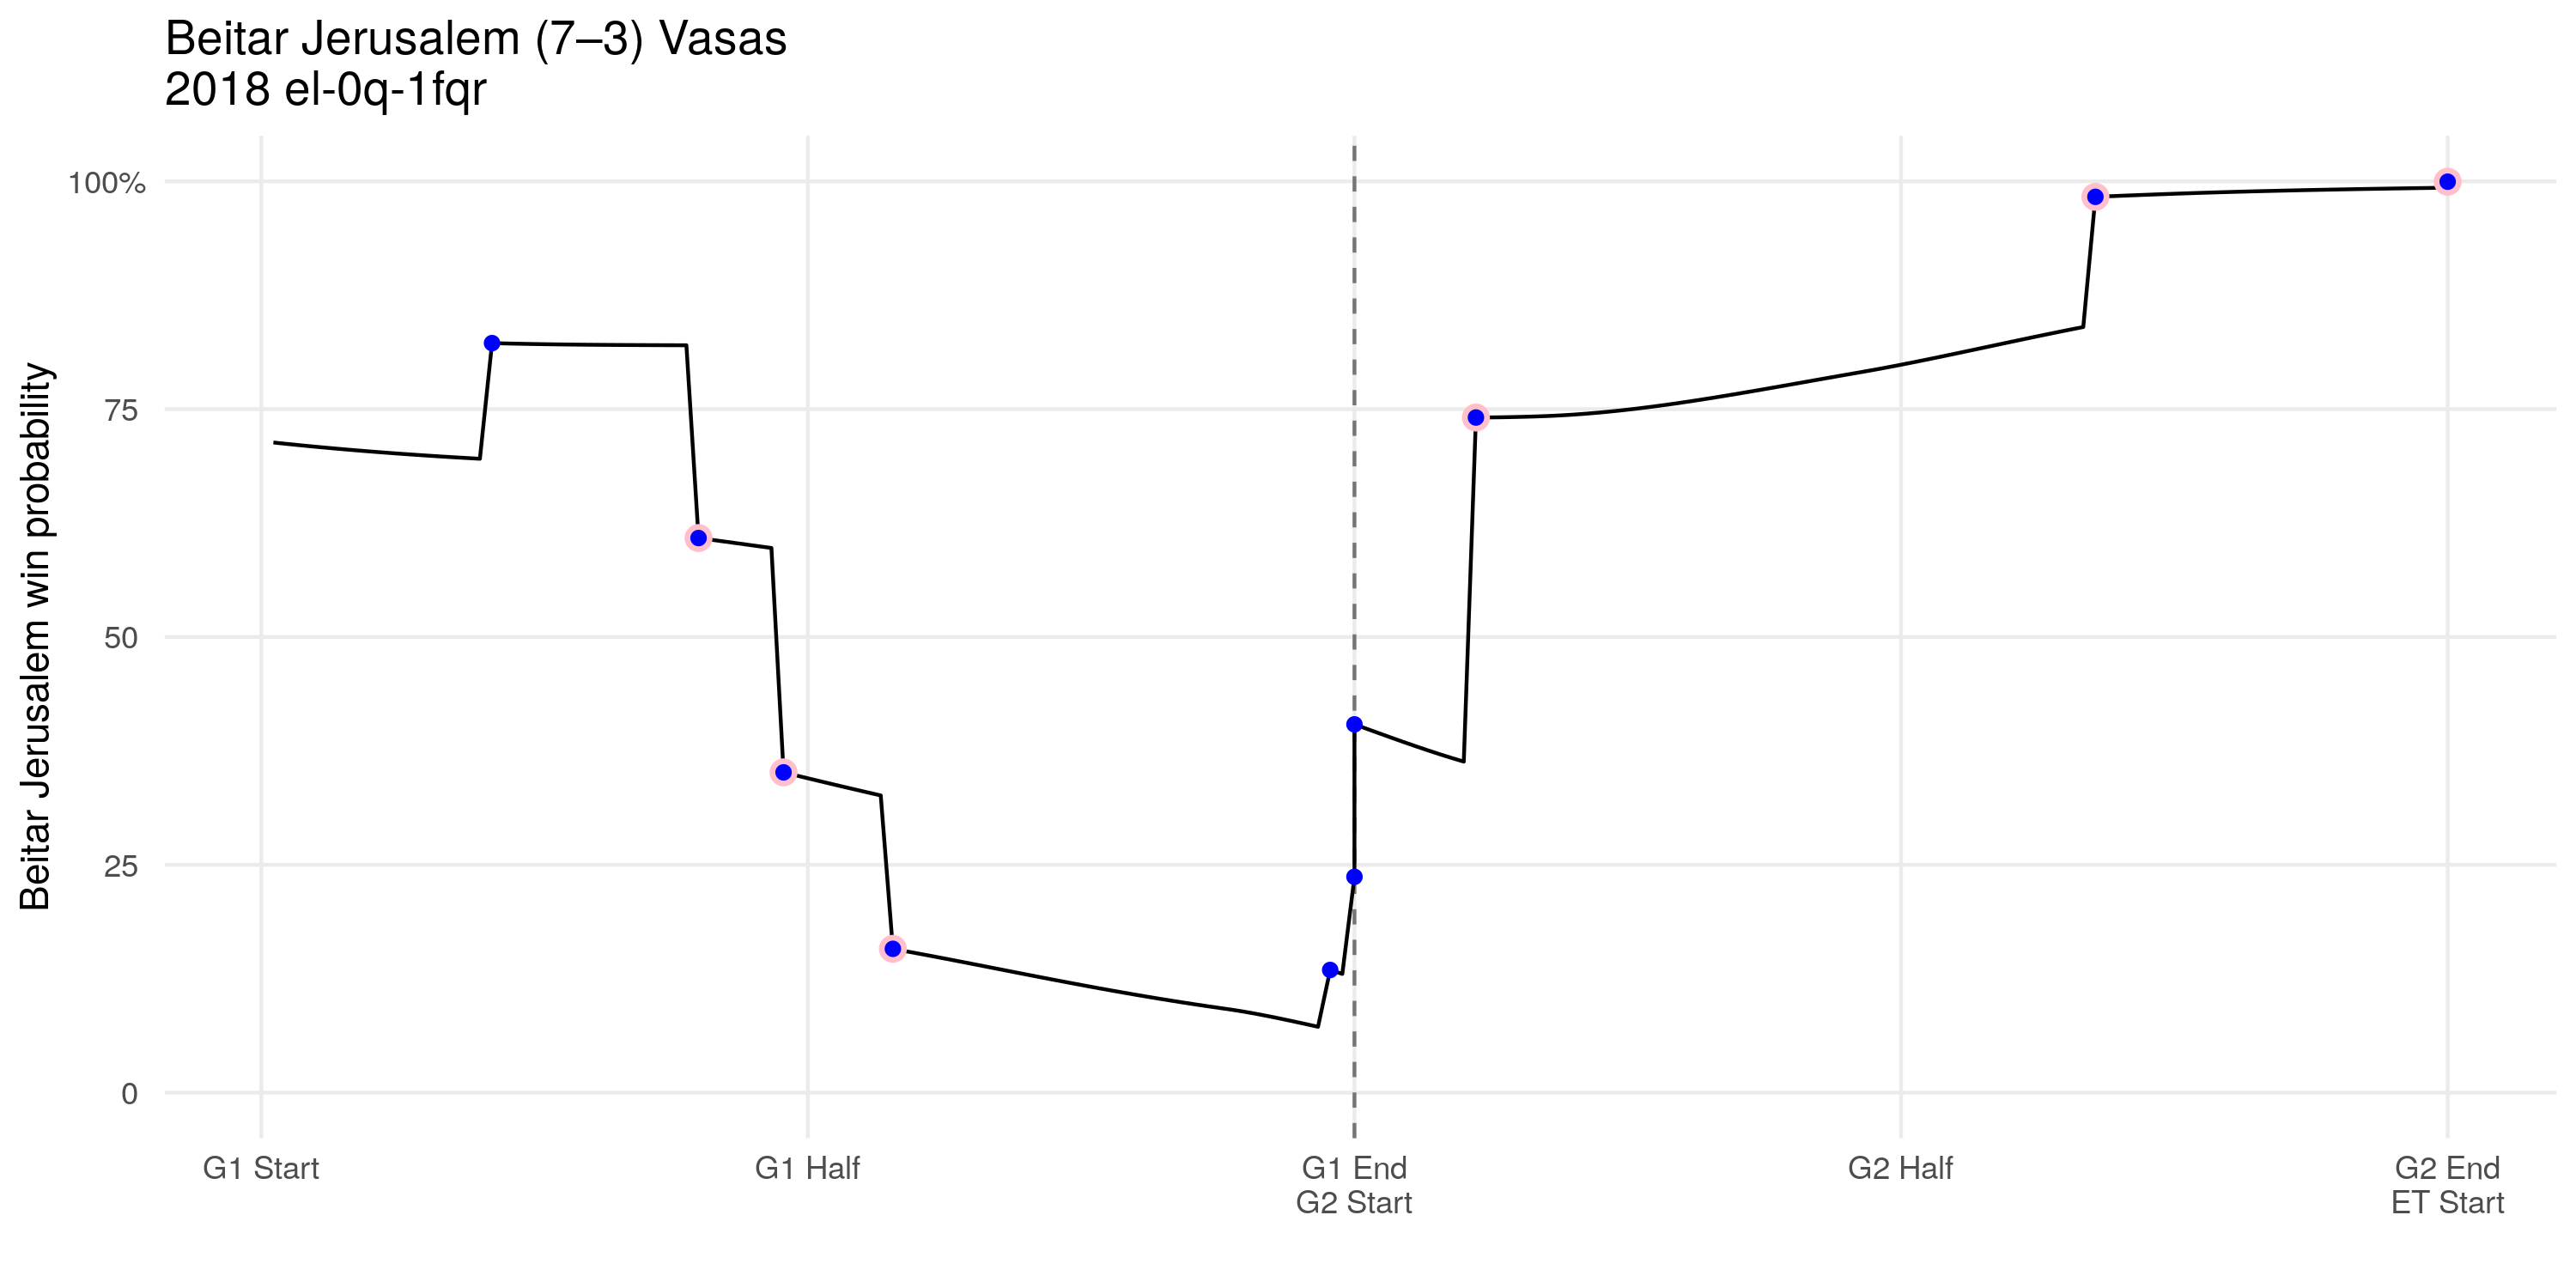 Beitar Jerusalem (7–3) Vasas
2018 el-0q-1fqr
Beitar Jerusalem win probability
100%
75
50
25
0
G1 Start
G1 Half
G1 End
G2 Start
G2 Half
G2 End
ET Start